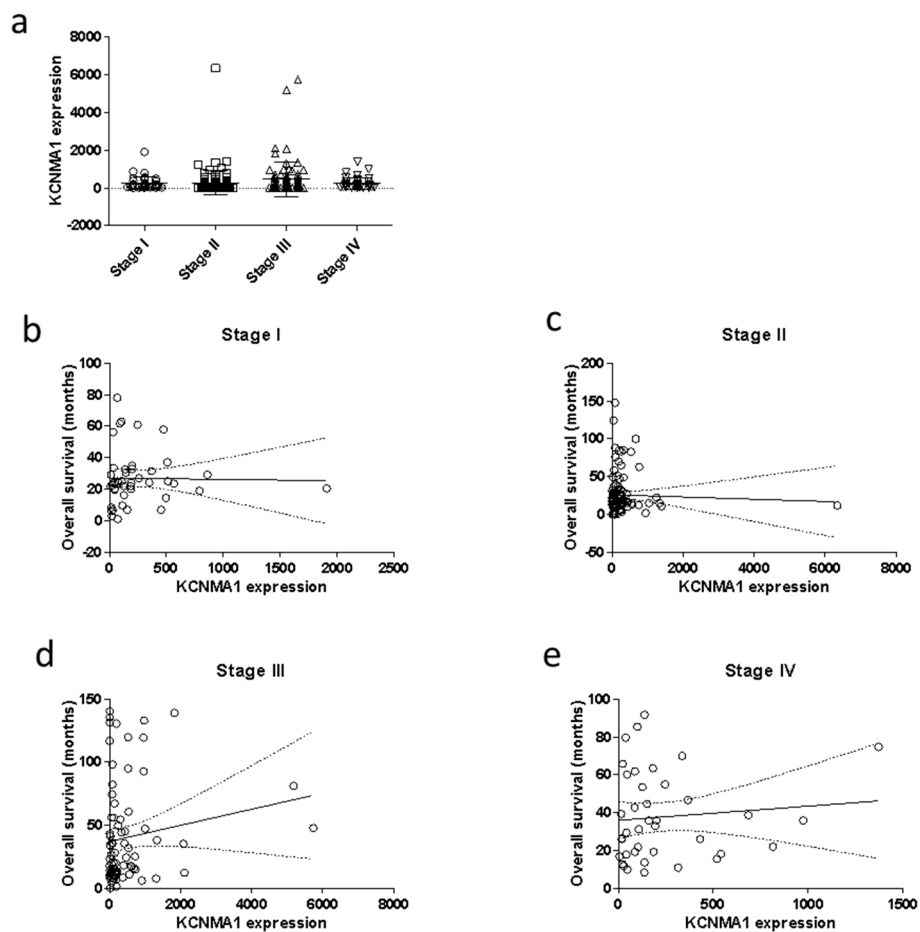 a
8000
6000
4000
2000
0
-2000
KCNMA1 expression
Stage I
Stage II
Stage III
Stage IV
b
Stage I
100
80
60
40
20
0
-20
Overall survival (months)
0
500
1000
1500
2000
2500
KCNMA1 expression
c
Stage II
200
150
100
50
0
-50
Overall survival (months)
0
2000
4000
6000
8000
KCNMA1 expression
d
Stage III
150
100
50
0
Overall survival (months)
0
2000
4000
6000
8000
KCNMA1 expression
e
Stage IV
100
80
60
40
20
0
Overall survival (months)
0
500
1000
1500
KCNMA1 expression